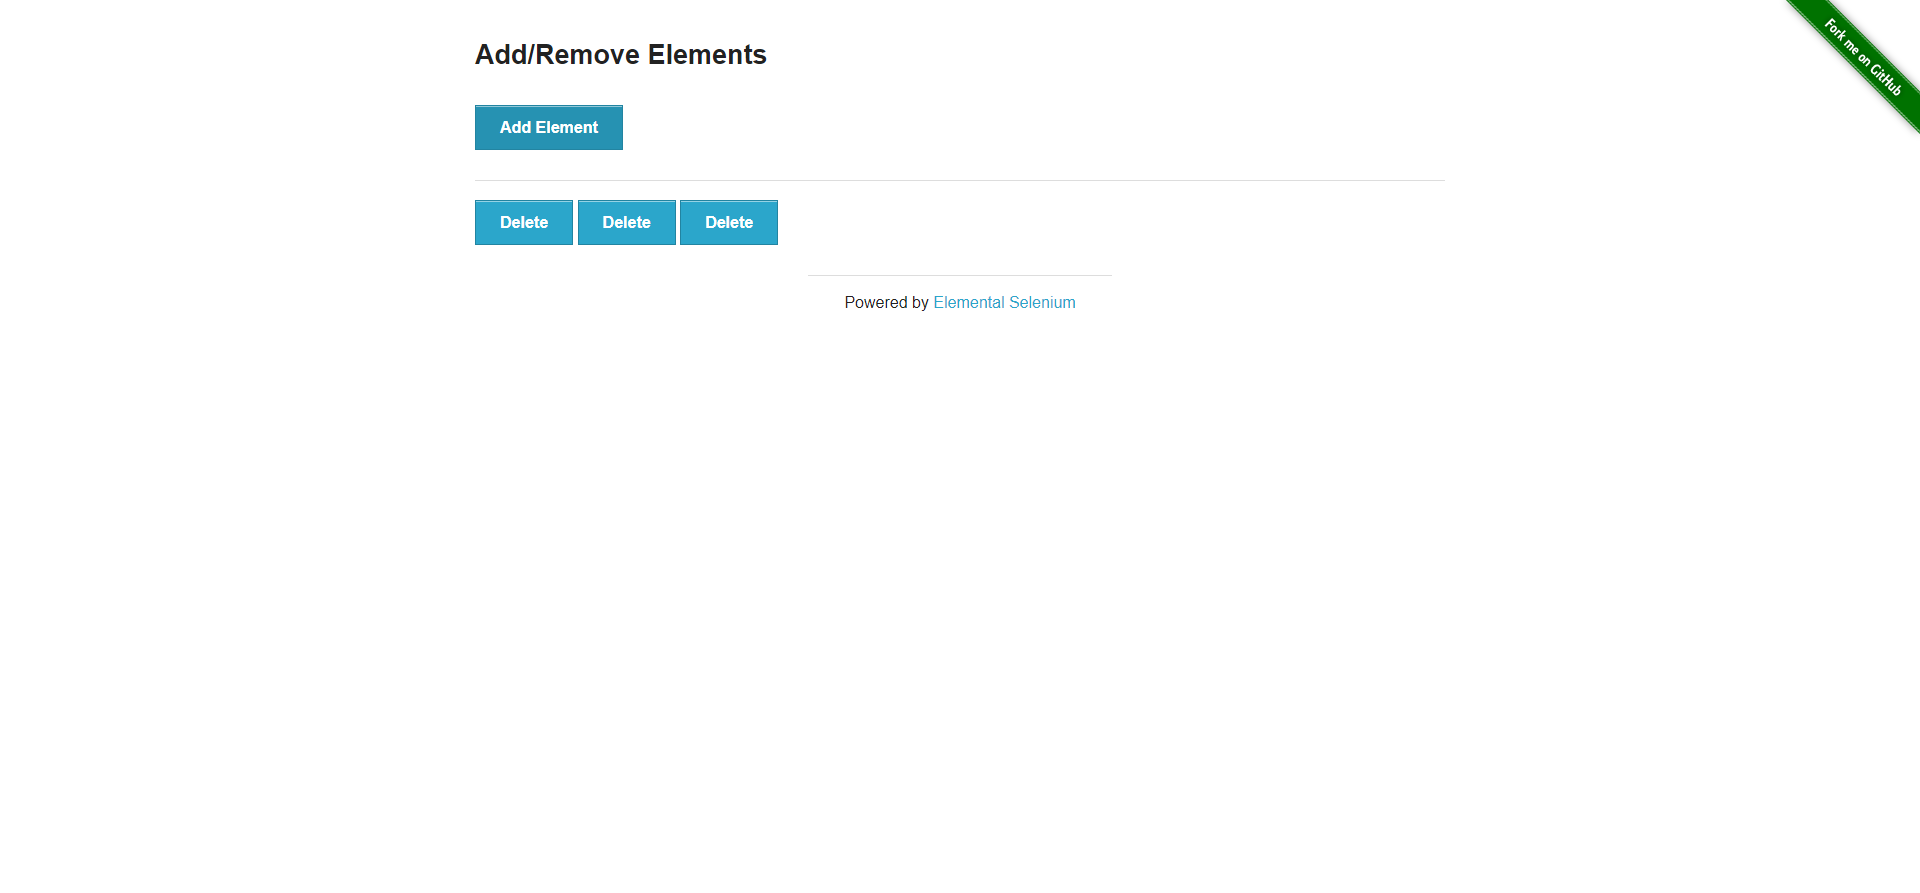 Fork me on GitHub
Add/Remove Elements
Add Element
Delete Delete Delete
Powered by Elemental Selenium